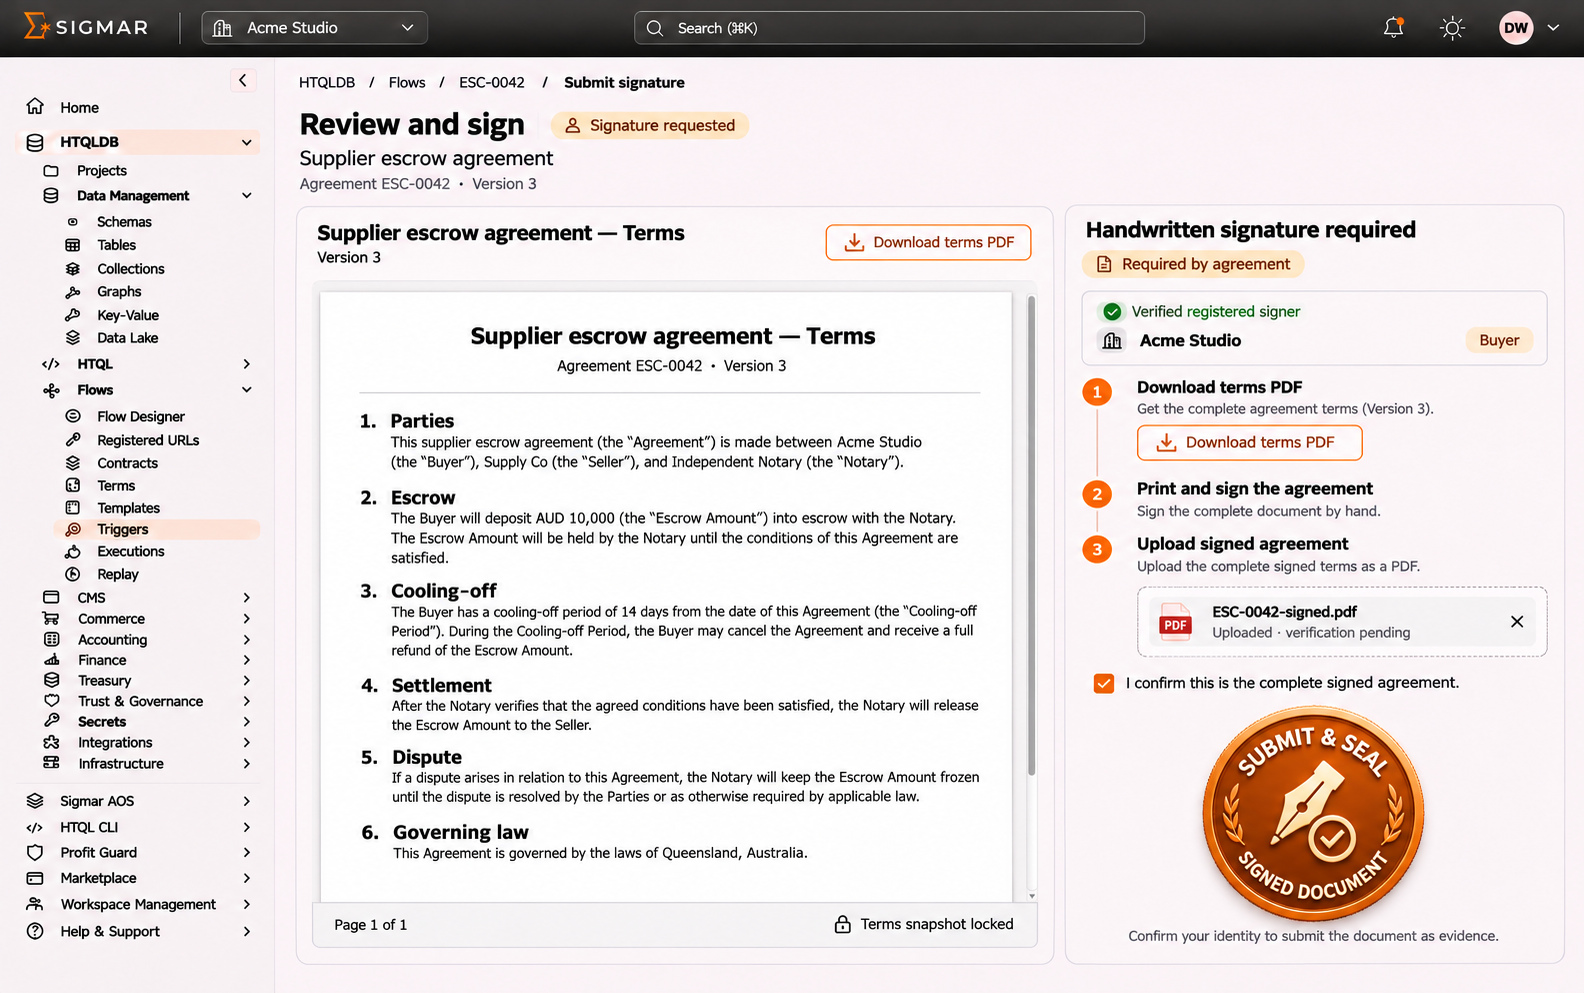 SIGMAR
Acme Studio
Search (⌘K)
DW
Home
HTQLDB
Projects
Data Management
Schemas
Tables
Collections
Graphs
Key-Value
Data Lake
HTQL
Flows
Flow Designer
Registered URLs
Contracts
Terms
Templates
Triggers
Executions
Replay
CMS
Commerce
Accounting
Finance
Treasury
Trust & Governance
Secrets
Integrations
Infrastructure
Sigmar AOS
HTQL CLI
Profit Guard
Marketplace
Workspace Management
Help & Support
HTQLDB / Flows / ESC-0042 / Submit signature
Review and sign
Signature requested
Supplier escrow agreement
Agreement ESC-0042 • Version 3
Supplier escrow agreement — Terms
Version 3
Download terms PDF
Supplier escrow agreement — Terms
Agreement ESC-0042 • Version 3
1. Parties
This supplier escrow agreement (the “Agreement”) is made between Acme Studio
(the “Buyer”), Supply Co (the “Seller”), and Independent Notary (the “Notary”).
2. Escrow
The Buyer will deposit AUD 10,000 (the “Escrow Amount”) into escrow with the Notary.
The Escrow Amount will be held by the Notary until the conditions of this Agreement are
satisfied.
3. Cooling-off
The Buyer has a cooling-off period of 14 days from the date of this Agreement (the “Cooling-off
Period”). During the Cooling-off Period, the Buyer may cancel the Agreement and receive a full
refund of the Escrow Amount.
4. Settlement
After the Notary verifies that the agreed conditions have been satisfied, the Notary will release
the Escrow Amount to the Seller.
5. Dispute
If a dispute arises in relation to this Agreement, the Notary will keep the Escrow Amount frozen
until the dispute is resolved by the Parties or as otherwise required by applicable law.
6. Governing law
This Agreement is governed by the laws of Queensland, Australia.
Page 1 of 1
Terms snapshot locked
Handwritten signature required
Required by agreement
Verified registered signer
Acme Studio
Buyer
1 Download terms PDF
Get the complete agreement terms (Version 3).
Download terms PDF
2 Print and sign the agreement
Sign the complete document by hand.
3 Upload signed agreement
Upload the complete signed terms as a PDF.
PDF
ESC-0042-signed.pdf
Uploaded · verification pending
I confirm this is the complete signed agreement.
SUBMIT & SEAL
SIGNED DOCUMENT
Confirm your identity to submit the document as evidence.